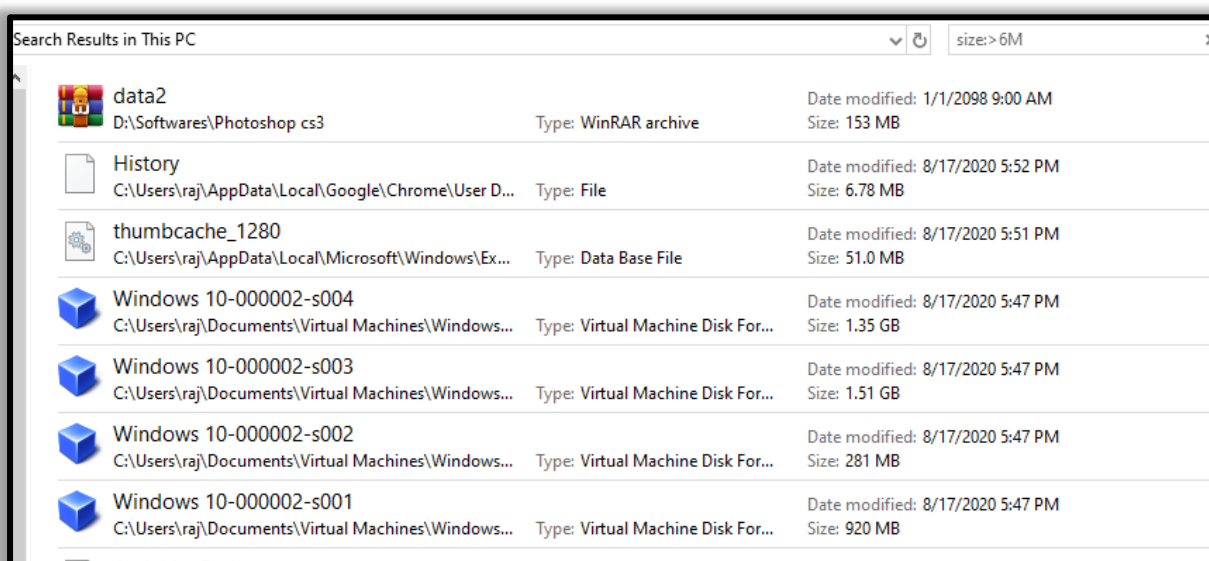 Search Results in This PC size:>6M
data2 Date modified: 1/1/2098 9:00 AM
D:\Softwares\Photoshop cs3 Type: WinRAR archive Size: 153 MB
History Date modified: 8/17/2020 5:52 PM
C:\Users\raj\AppData\Local\Google\Chrome\User D... Type: File Size: 6.78 MB
thumbcache_1280 Date modified: 8/17/2020 5:51 PM
C:\Users\raj\AppData\Local\Microsoft\Windows\Ex... Type: Data Base File Size: 51.0 MB
Windows 10-000002-s004 Date modified: 8/17/2020 5:47 PM
C:\Users\raj\Documents\Virtual Machines\Windows... Type: Virtual Machine Disk For... Size: 1.35 GB
Windows 10-000002-s003 Date modified: 8/17/2020 5:47 PM
C:\Users\raj\Documents\Virtual Machines\Windows... Type: Virtual Machine Disk For... Size: 1.51 GB
Windows 10-000002-s002 Date modified: 8/17/2020 5:47 PM
C:\Users\raj\Documents\Virtual Machines\Windows... Type: Virtual Machine Disk For... Size: 281 MB
Windows 10-000002-s001 Date modified: 8/17/2020 5:47 PM
C:\Users\raj\Documents\Virtual Machines\Windows... Type: Virtual Machine Disk For... Size: 920 MB